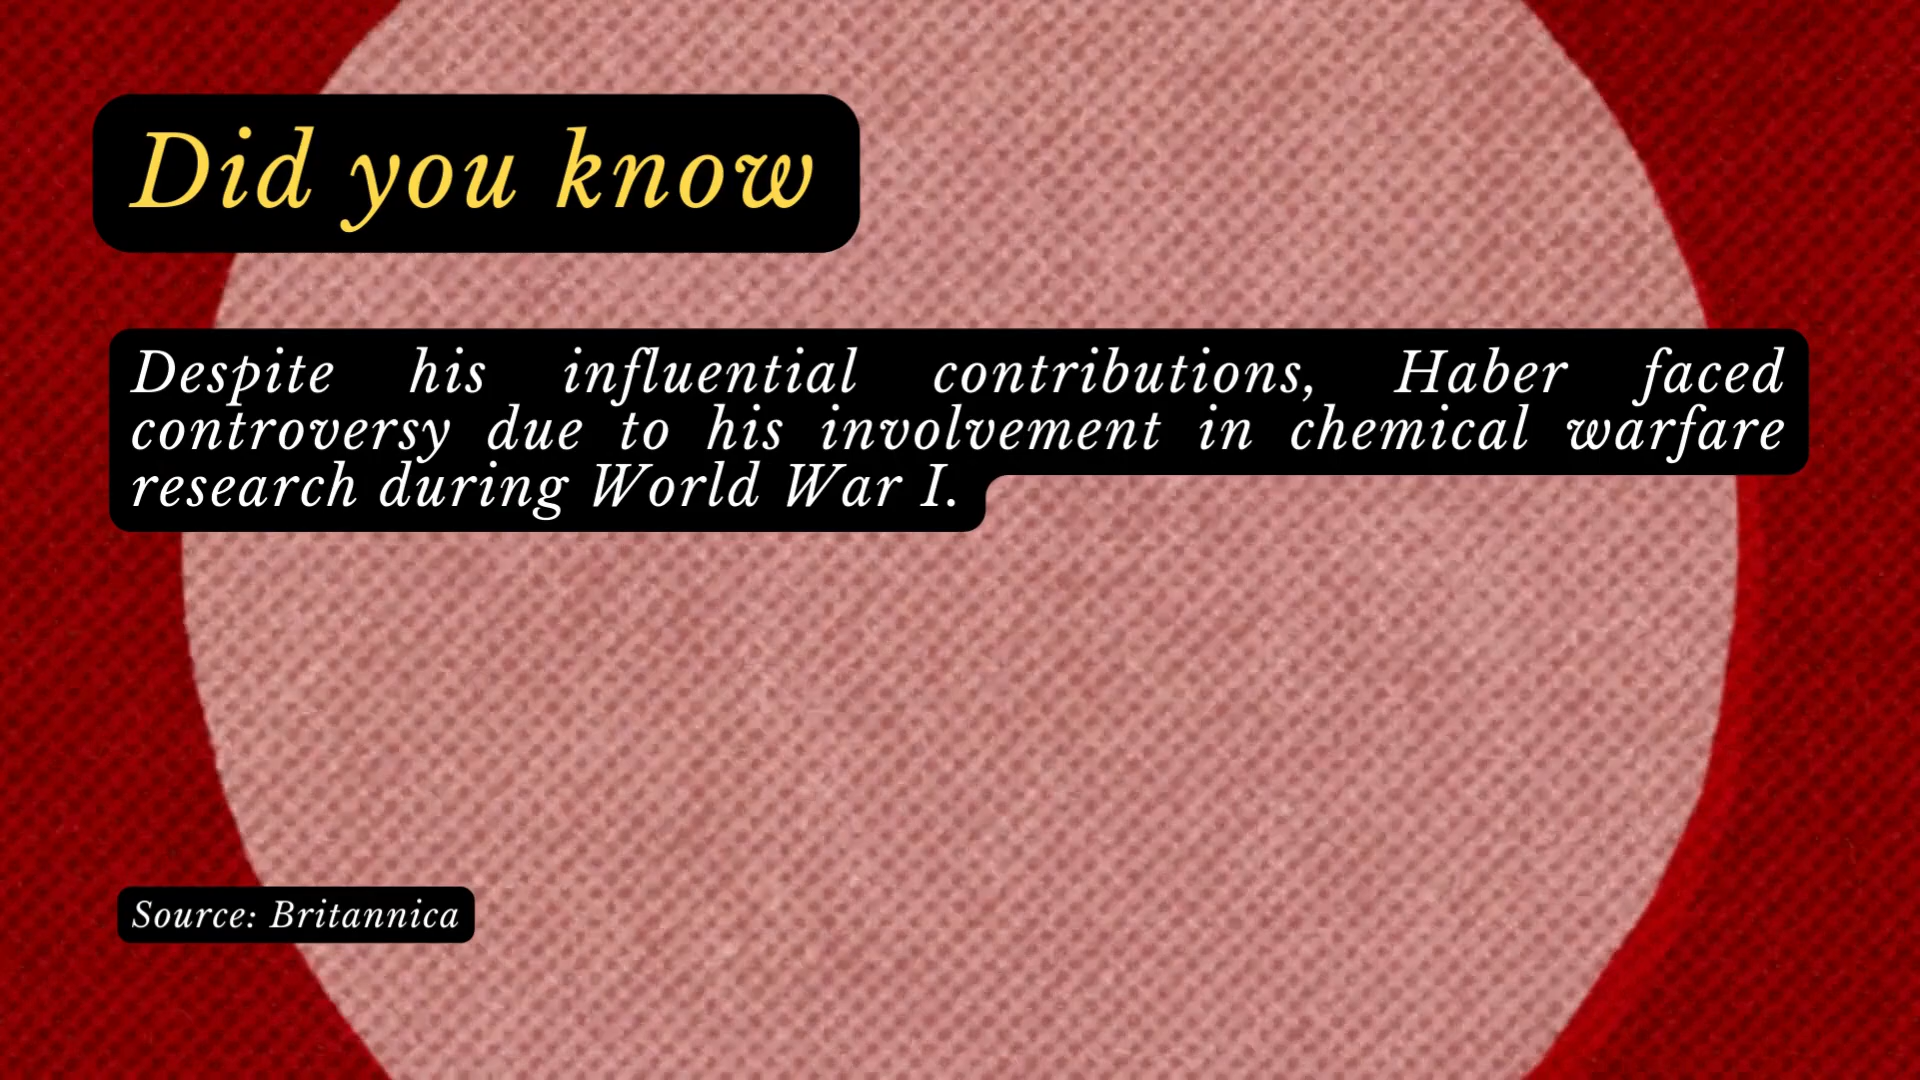 Did you know
Despite his influential contributions, Haber faced
controversy due to his involvement in chemical warfare
research during World War I.
Source: Britannica